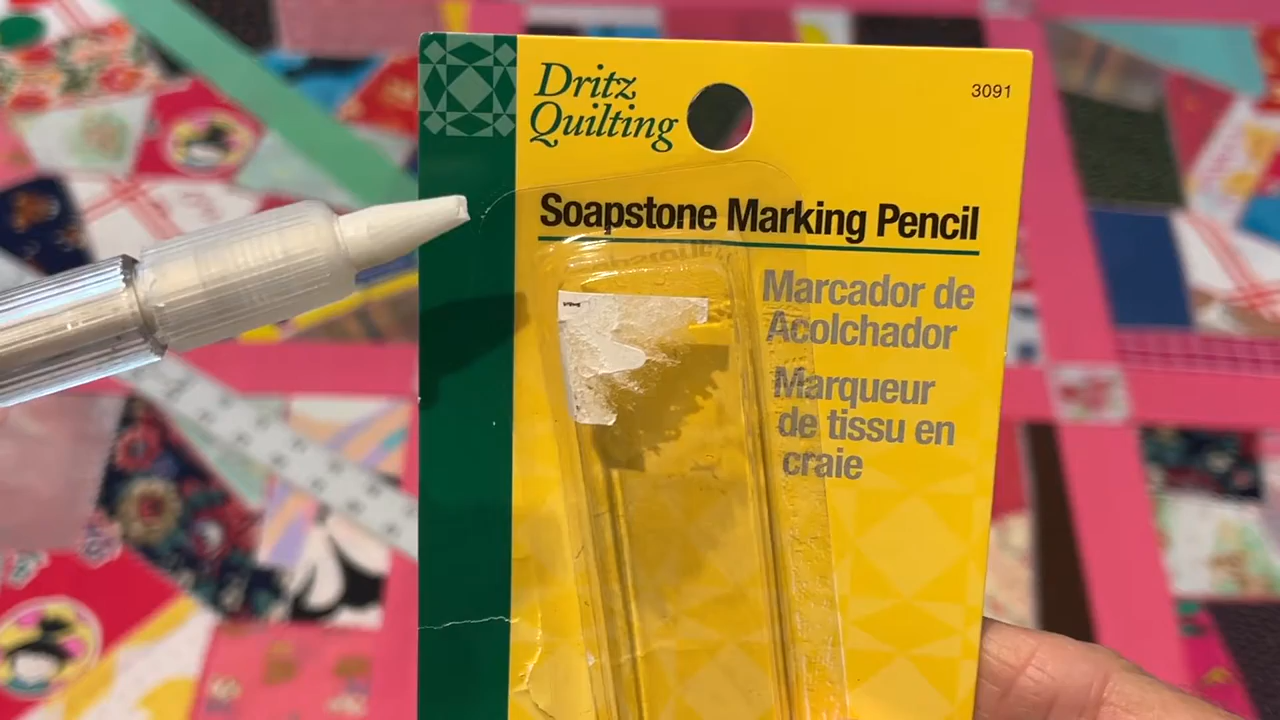 Dritz
Quilting
3091
Soapstone Marking Pencil
Marcador de
Acolchador
Marqueur
de tissu en
craie